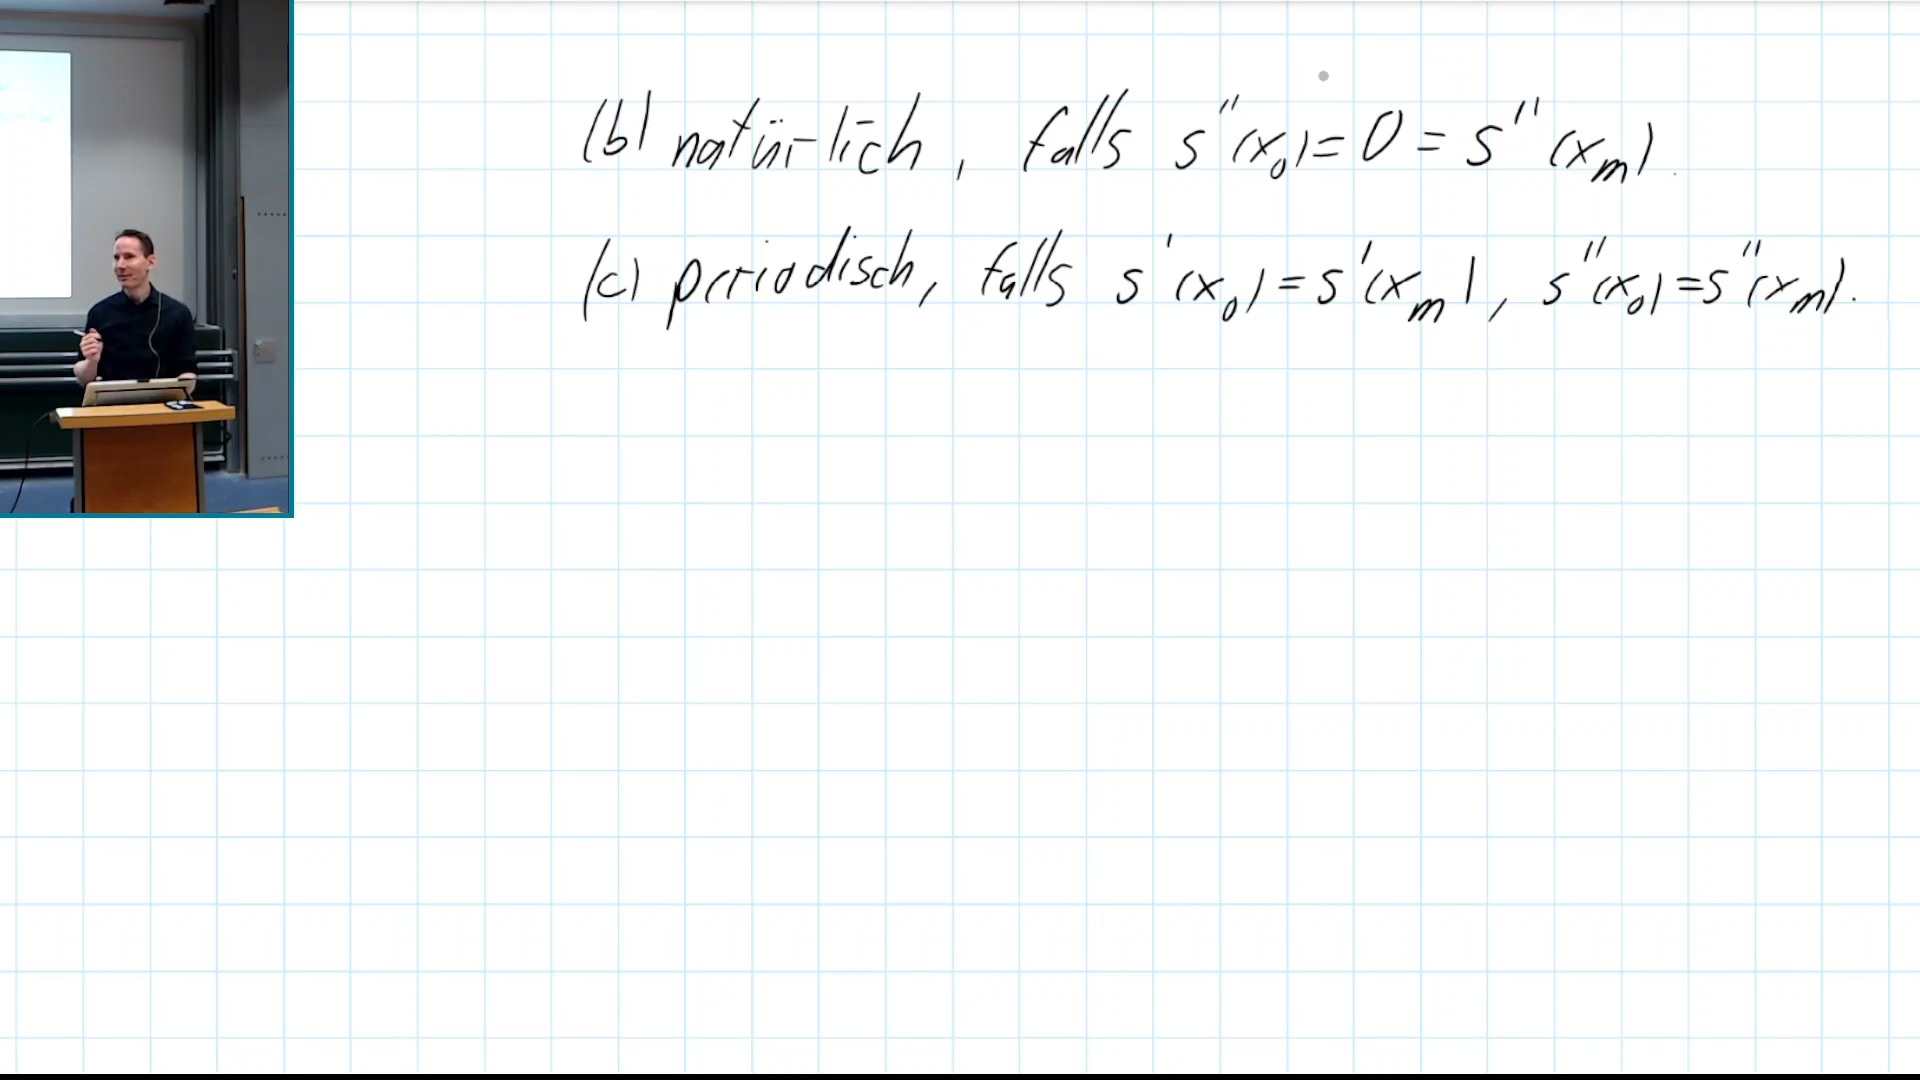 (b) natürlich, falls s''(x₀) = 0 = s''(xₘ).
(c) periodisch, falls s'(x₀) = s'(xₘ), s''(x₀) = s''(xₘ).